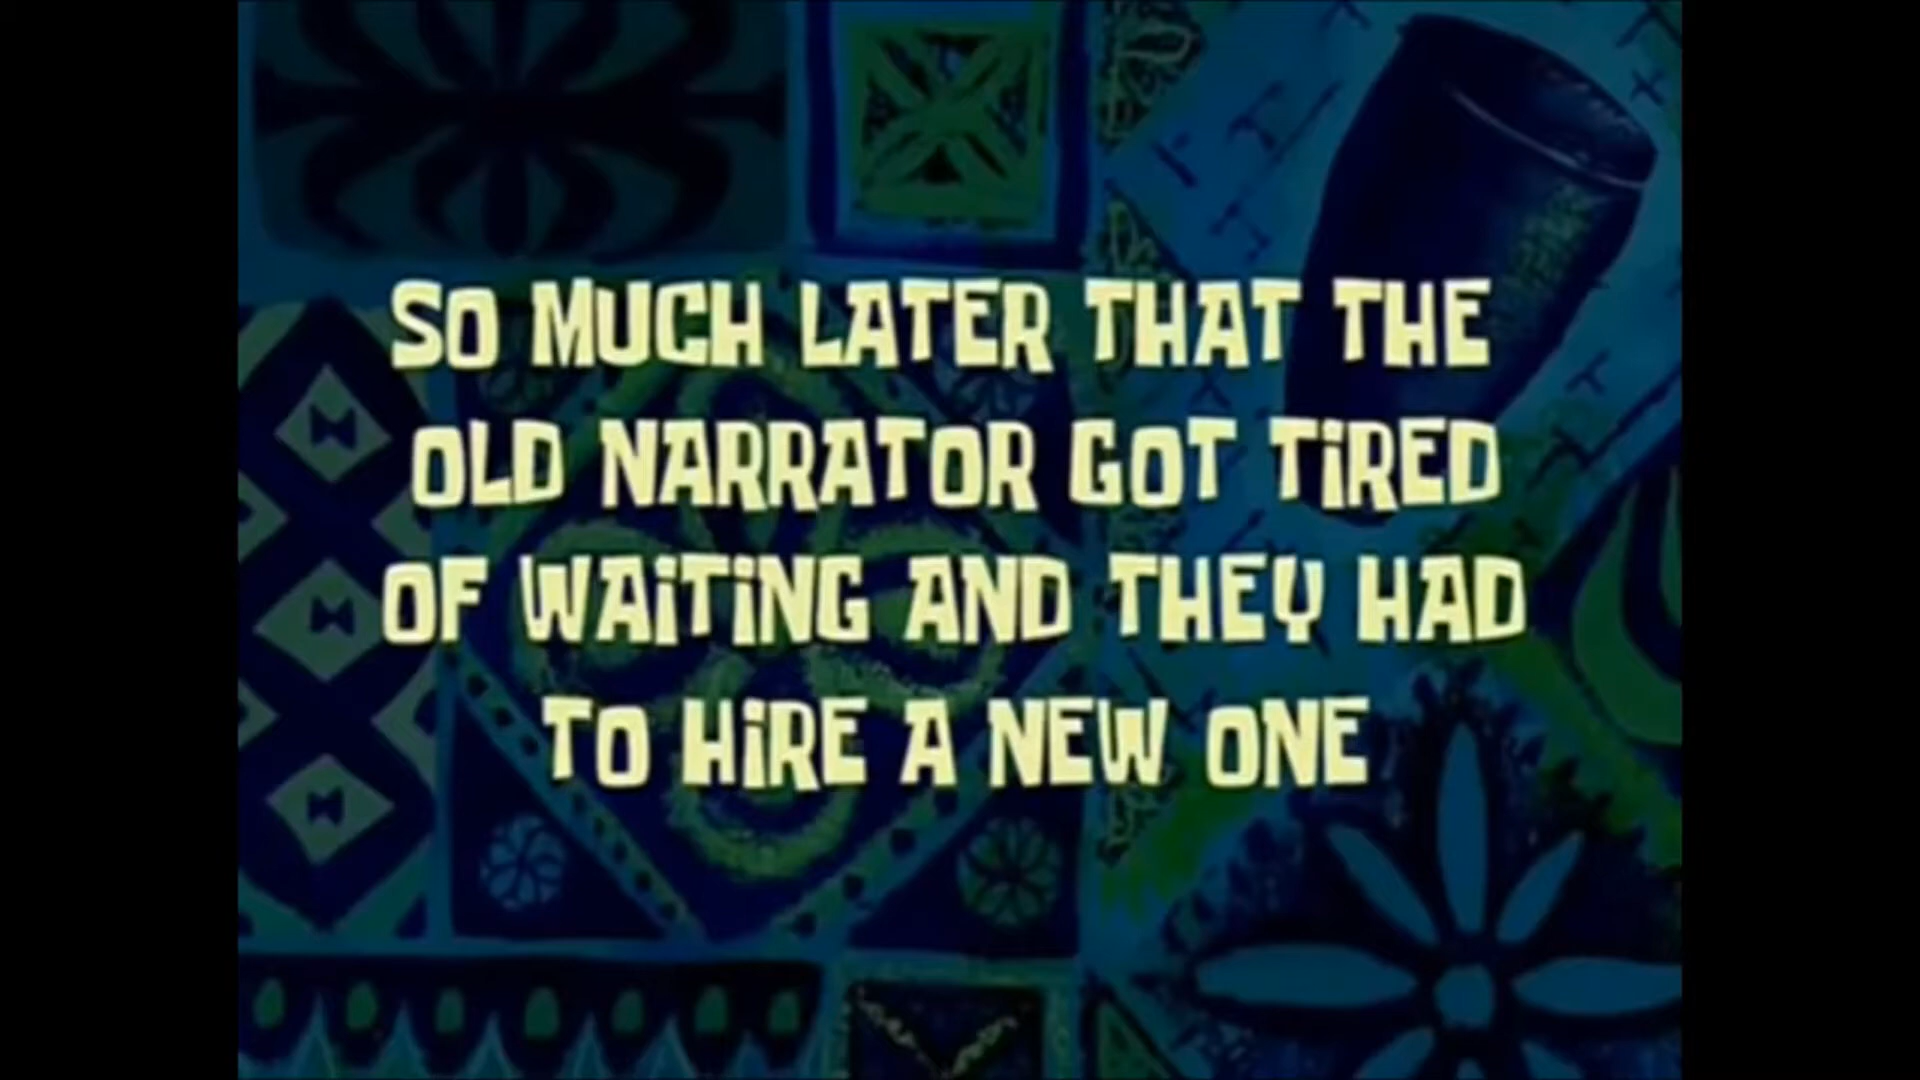 SO MUCH LATER THAT THE
OLD NARRATOR GOT TiRED
OF WAiTiNG AND THEY HAD
TO HiRE A NEW ONE